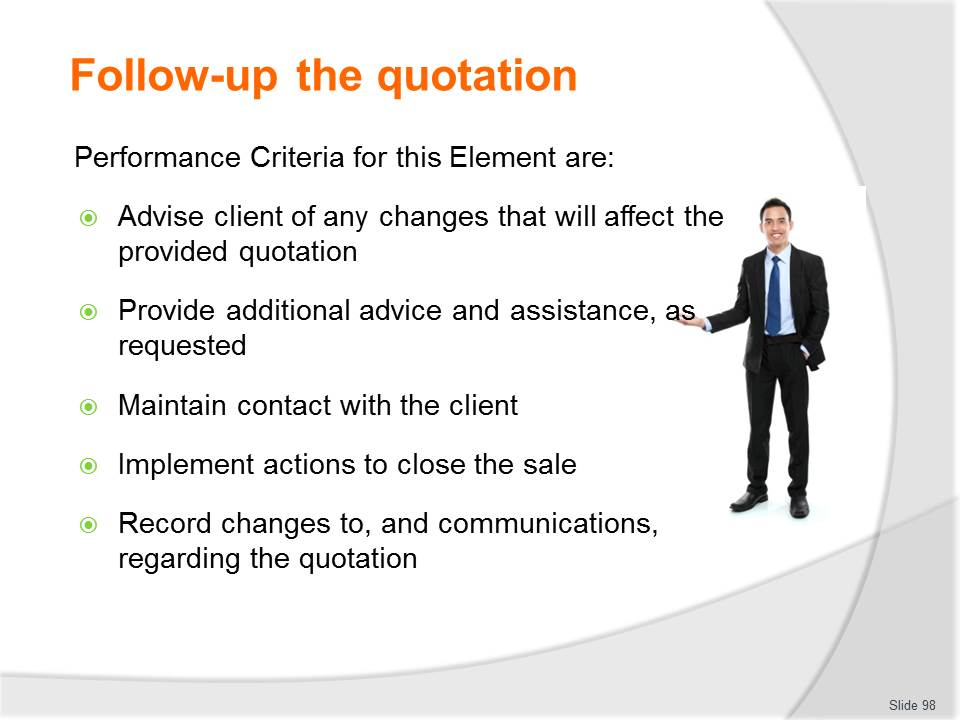 Follow-up the quotation
Performance Criteria for this Element are:
Advise client of any changes that will affect the
provided quotation
Provide additional advice and assistance, as
requested
Maintain contact with the client
Implement actions to close the sale
Record changes to, and communications,
regarding the quotation
Slide 98